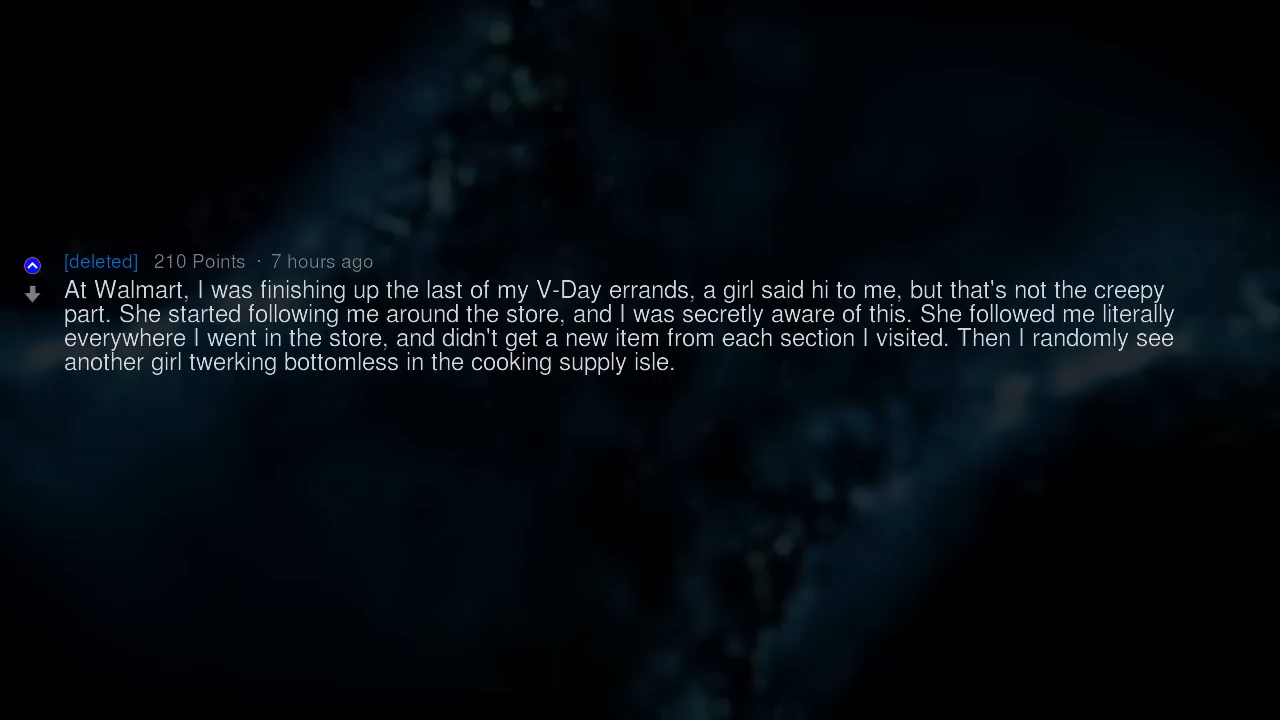 [deleted] 210 Points · 7 hours ago
At Walmart, I was finishing up the last of my V-Day errands, a girl said hi to me, but that's not the creepy
part. She started following me around the store, and I was secretly aware of this. She followed me literally
everywhere I went in the store, and didn't get a new item from each section I visited. Then I randomly see
another girl twerking bottomless in the cooking supply isle.